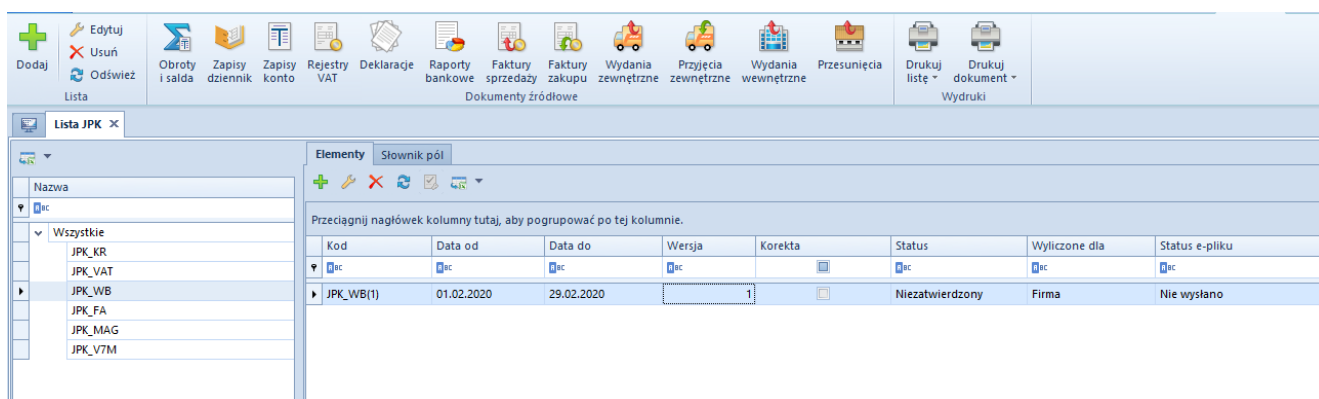 Dodaj
Edytuj
Usuń
Odśwież
Lista
Obroty i salda
Zapisy dziennik
Zapisy konto
Rejestry VAT
Deklaracje
Raporty bankowe
Faktury sprzedaży
Faktury zakupu
Wydania zewnętrzne
Przyjęcia zewnętrzne
Wydania wewnętrzne
Przesunięcia
Dokumenty źródłowe
Drukuj listę
Drukuj dokument
Wydruki
Lista JPK
Nazwa
Wszystkie
JPK_KR
JPK_VAT
JPK_WB
JPK_FA
JPK_MAG
JPK_V7M
Elementy Słownik pól
Przeciągnij nagłówek kolumny tutaj, aby pogrupować po tej kolumnie.
Kod Data od Data do Wersja Korekta Status Wyliczone dla Status e-pliku
JPK_WB(1) 01.02.2020 29.02.2020 1 Niezatwierdzony Firma Nie wysłano